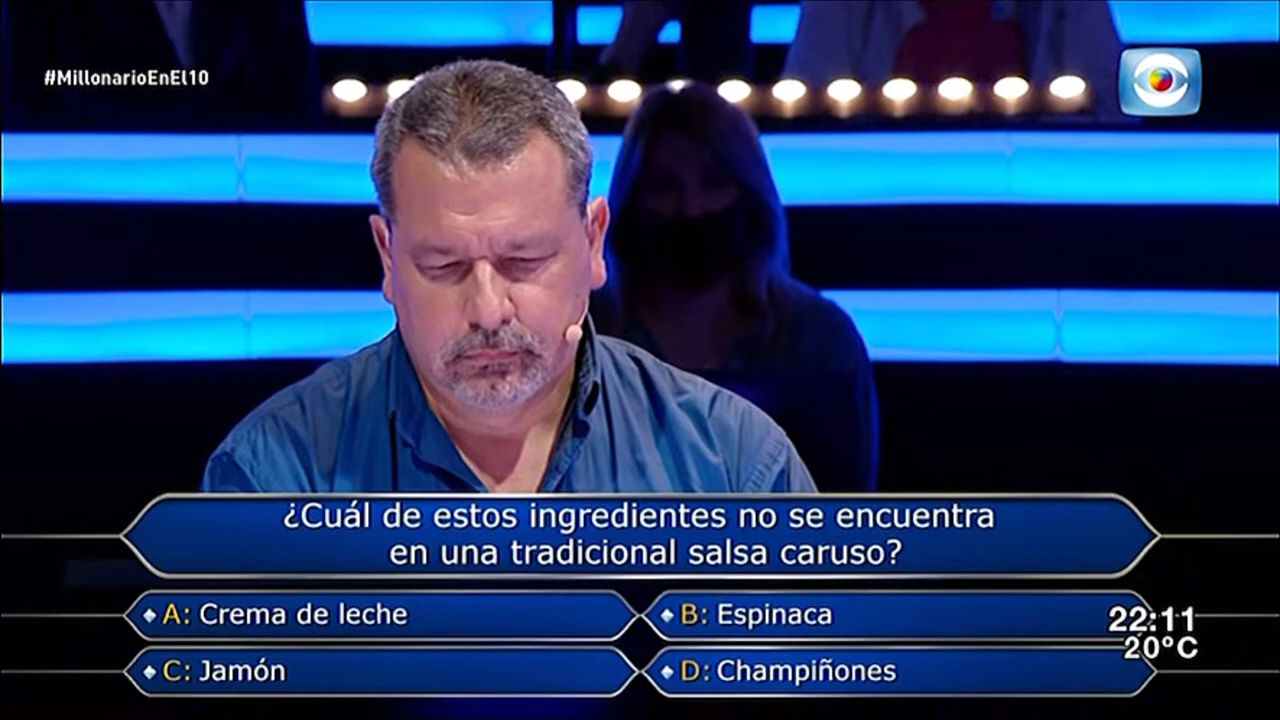 #MillonarioEnEl10
¿Cuál de estos ingredientes no se encuentra
en una tradicional salsa caruso?
A: Crema de leche
B: Espinaca
C: Jamón
D: Champiñones
22:11
20°C